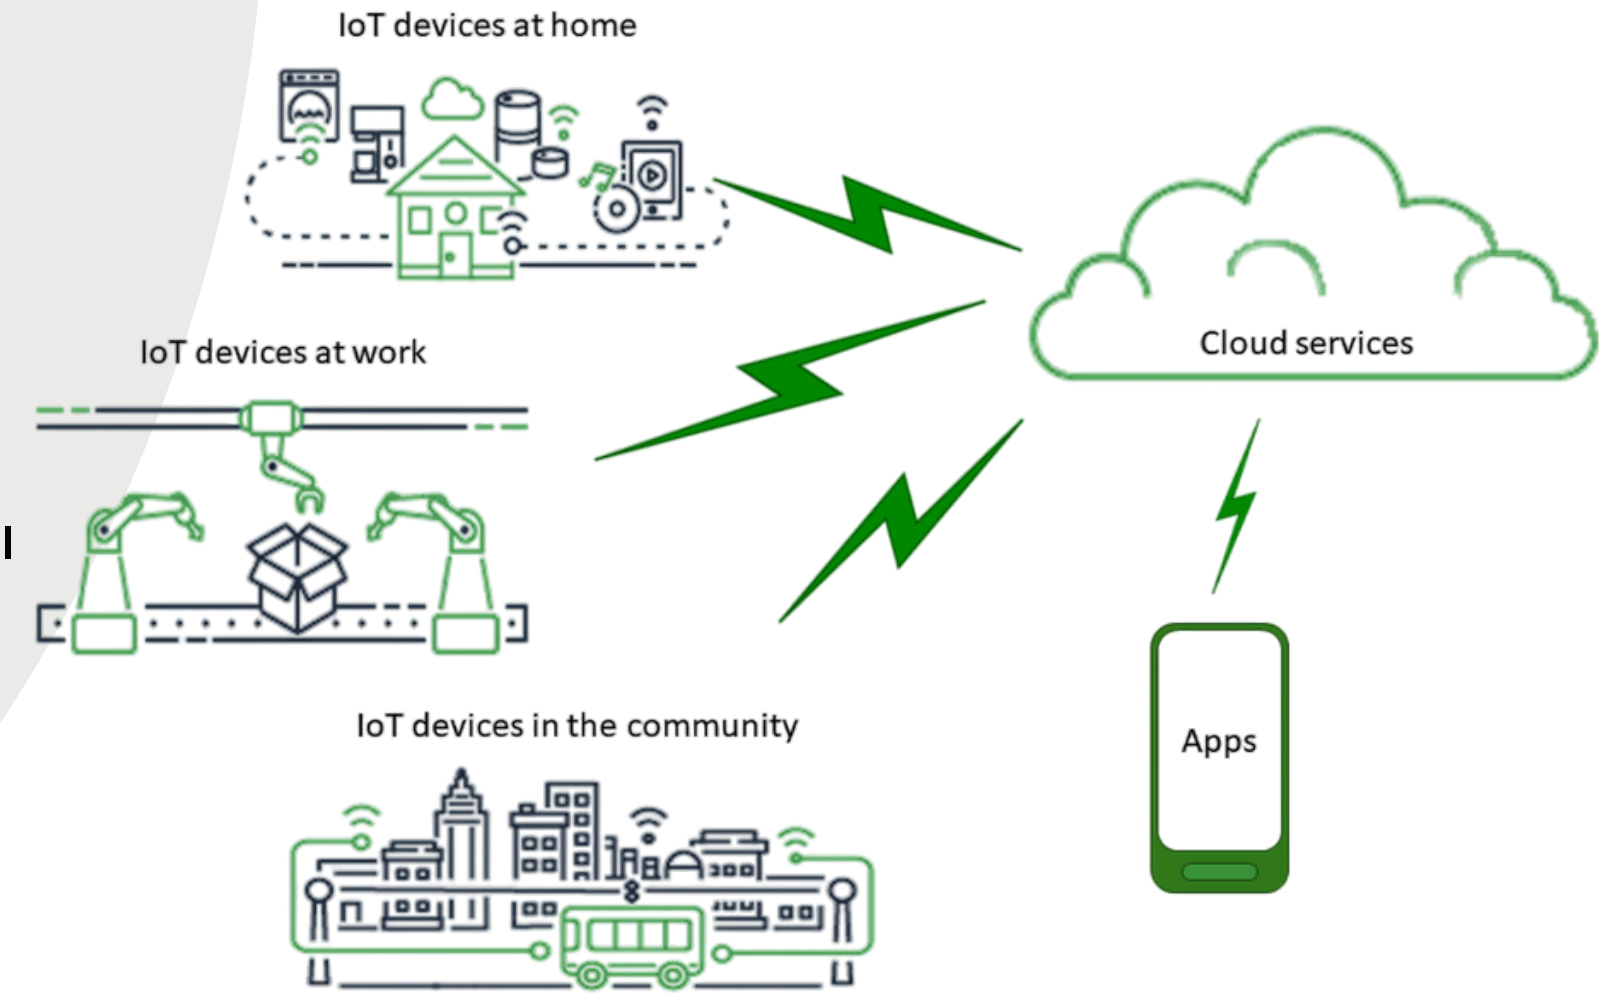 IoT devices at home
Cloud services
IoT devices at work
IoT devices in the community
Apps